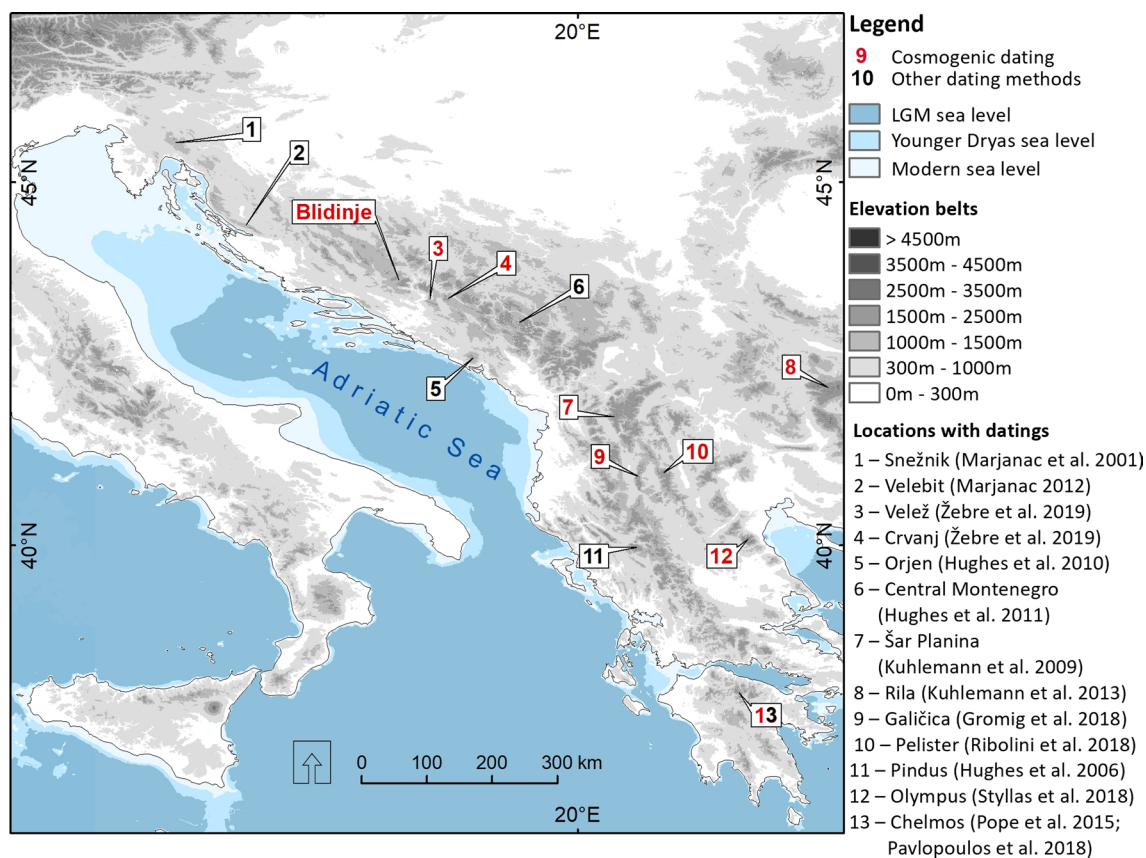 20°E
45°N
45°N
1
2
Blidinje
3
4
6
5
8
7
9
10
11
12
13
Adriatic Sea
40°N
40°N
0 100 200 300 km
20°E
Legend
9 Cosmogenic dating
10 Other dating methods
LGM sea level
Younger Dryas sea level
Modern sea level
Elevation belts
> 4500m
3500m - 4500m
2500m - 3500m
1500m - 2500m
1000m - 1500m
300m - 1000m
0m - 300m
Locations with datings
1 – Snežnik (Marjanac et al. 2001)
2 – Velebit (Marjanac 2012)
3 – Velež (Žebre et al. 2019)
4 – Crvanj (Žebre et al. 2019)
5 – Orjen (Hughes et al. 2010)
6 – Central Montenegro
(Hughes et al. 2011)
7 – Šar Planina
(Kuhlemann et al. 2009)
8 – Rila (Kuhlemann et al. 2013)
9 – Galičica (Gromig et al. 2018)
10 – Pelister (Ribolini et al. 2018)
11 – Pindus (Hughes et al. 2006)
12 – Olympus (Styllas et al. 2018)
13 – Chelmos (Pope et al. 2015;
Pavlopoulos et al. 2018)